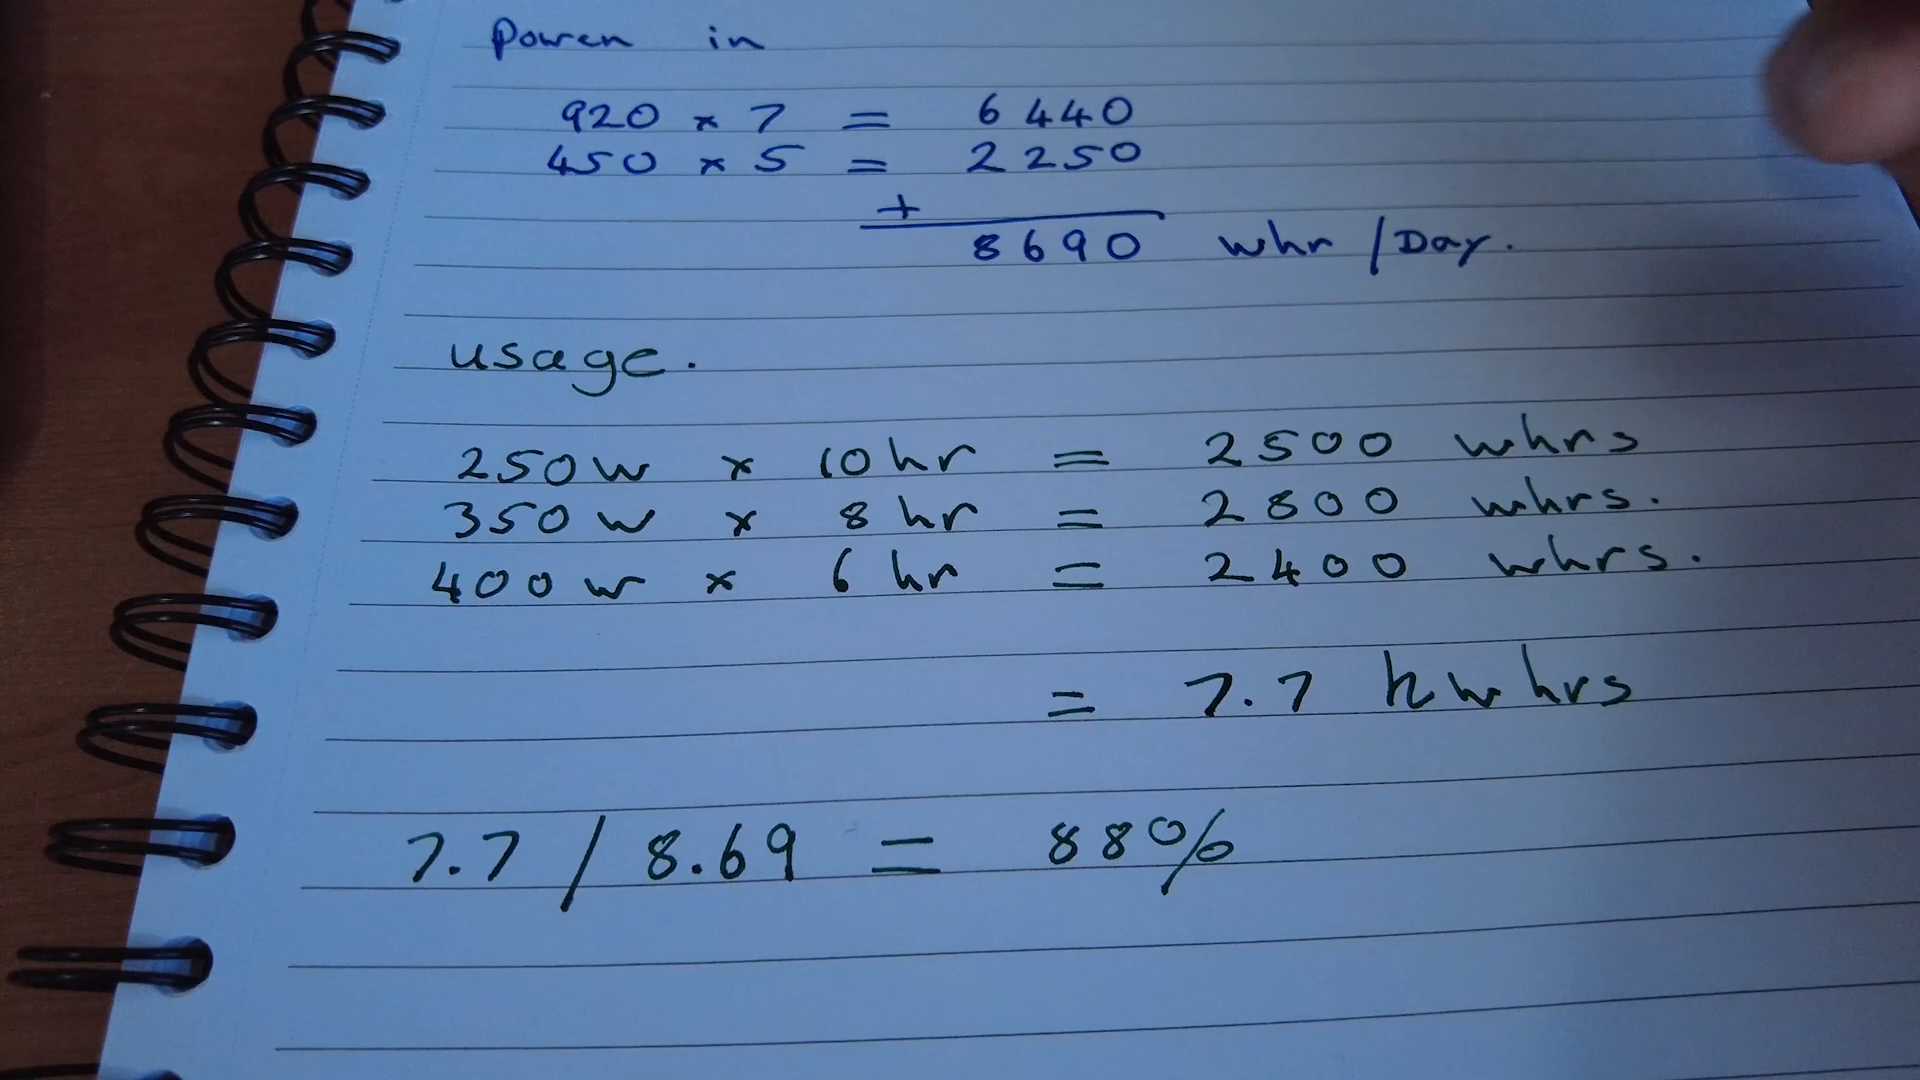 Power in
920 × 7 = 6440
450 × 5 = 2250
+
8690 whr / Day.
usage.
250w × 10hr = 2500 whrs
350w × 8hr = 2800 whrs.
400w × 6hr = 2400 whrs.
= 7.7 kwhrs
7.7 / 8.69 = 88%